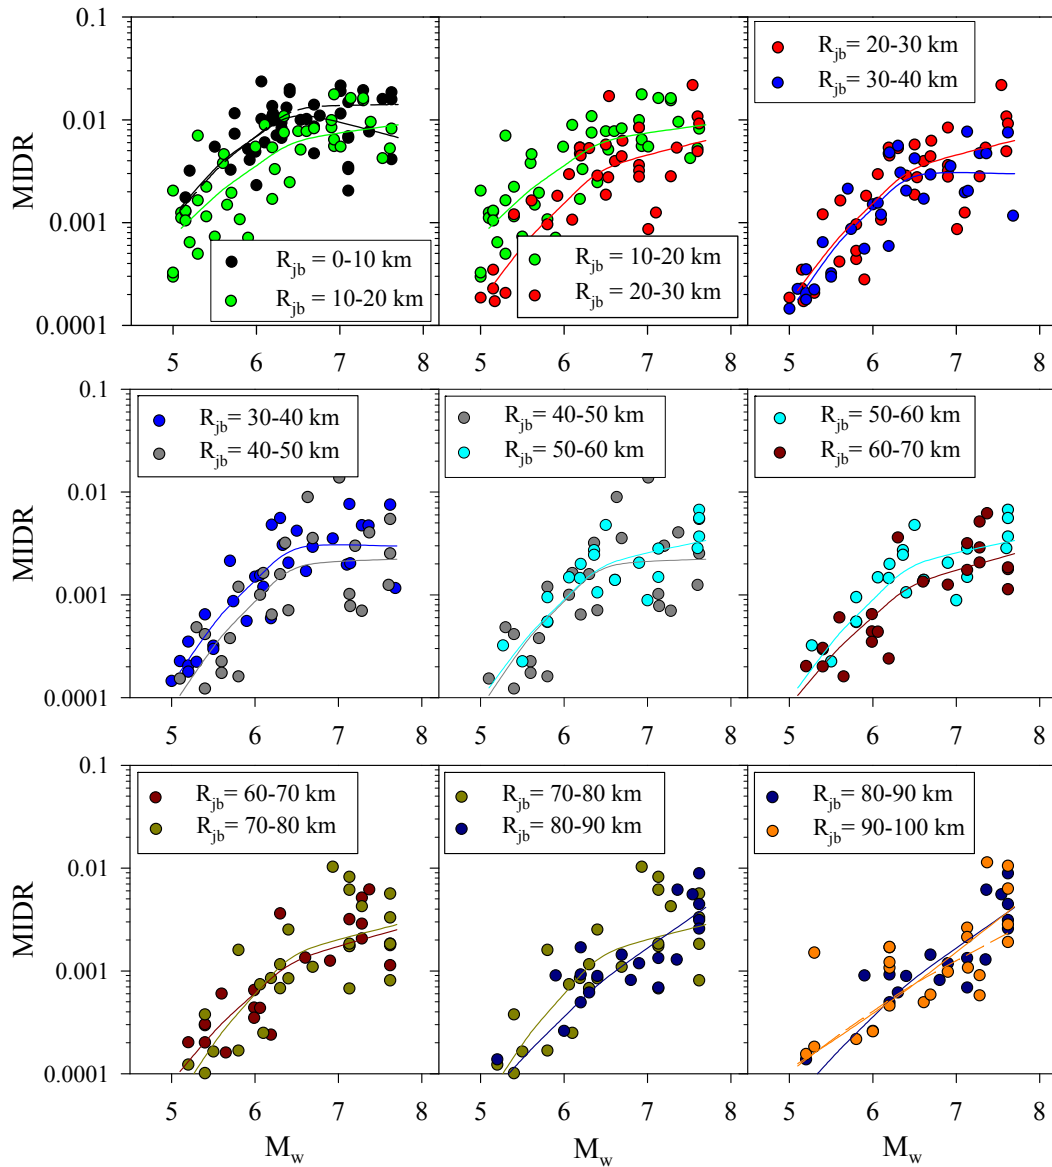 0.1
0.01
0.001
0.0001
MIDR
R_jb = 0-10 km
R_jb = 10-20 km
5 6 7 8
R_jb = 10-20 km
R_jb = 20-30 km
5 6 7 8
R_jb= 20-30 km
R_jb= 30-40 km
5 6 7 8
0.1
0.01
0.001
0.0001
MIDR
R_jb= 30-40 km
R_jb= 40-50 km
5 6 7 8
R_jb= 40-50 km
R_jb= 50-60 km
5 6 7 8
R_jb= 50-60 km
R_jb= 60-70 km
5 6 7 8
0.1
0.01
0.001
0.0001
MIDR
R_jb= 60-70 km
R_jb= 70-80 km
5 6 7 8
M_w
R_jb= 70-80 km
R_jb= 80-90 km
5 6 7 8
M_w
R_jb= 80-90 km
R_jb= 90-100 km
5 6 7 8
M_w